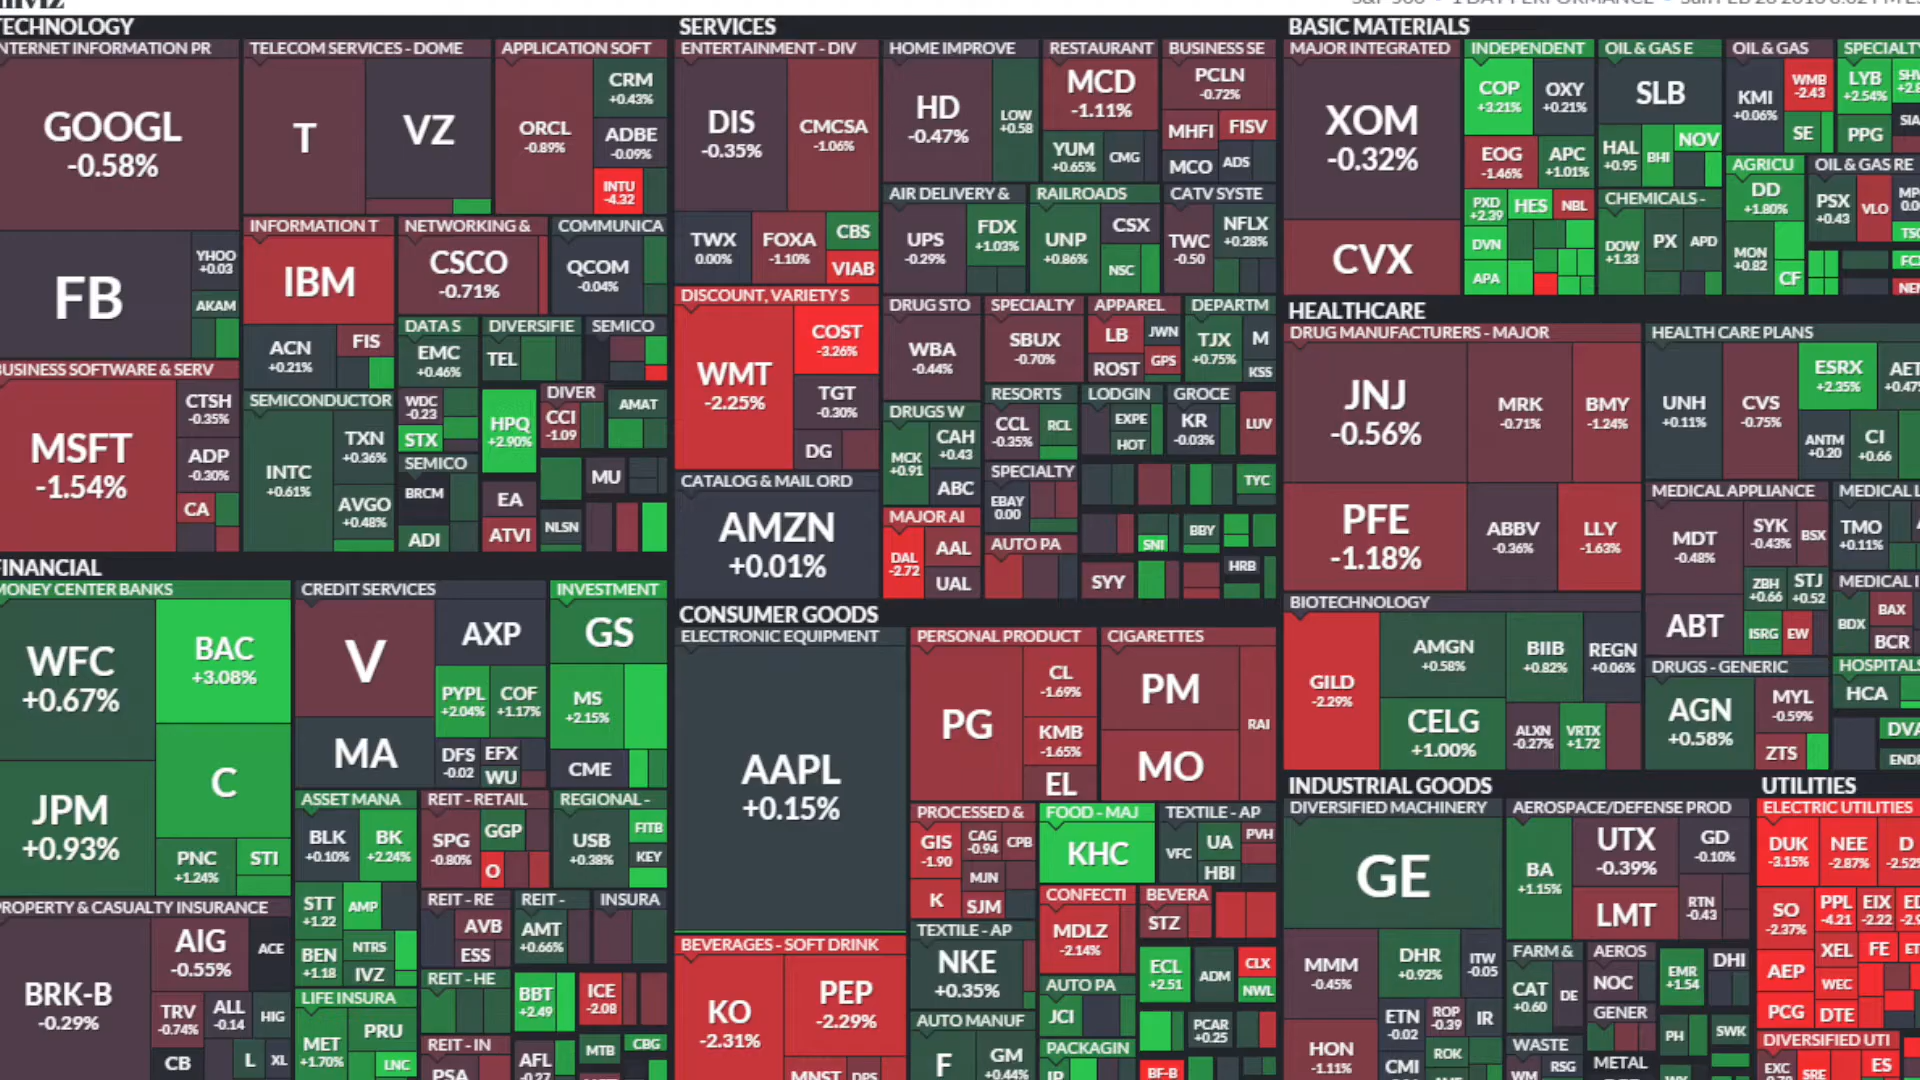 TECHNOLOGY
INTERNET INFORMATION PR
GOOGL
-0.58%
FB
YHOO
+0.03
AKAM
BUSINESS SOFTWARE & SERV
MSFT
-1.54%
CTSH
-0.35%
ADP
-0.30%
CA
TELECOM SERVICES - DOME
T
VZ
APPLICATION SOFT
ORCL
-0.89%
CRM
+0.43%
ADBE
-0.09%
INTU
-4.32
INFORMATION T
IBM
ACN
+0.21%
FIS
NETWORKING &
CSCO
-0.71%
COMMUNICA
QCOM
-0.04%
SEMICONDUCTOR
INTC
+0.61%
TXN
+0.36%
AVGO
+0.48%
DATA S
EMC
+0.46%
WDC
-0.23
STX
DIVERSIFIE
TEL
SEMICO
HPQ
+2.90%
DIVER
CCI
-1.09
AMAT
SEMICO
BRCM
ADI
EA
ATVI
MU
NLSN
FINANCIAL
MONEY CENTER BANKS
WFC
+0.67%
BAC
+3.08%
JPM
+0.93%
C
PNC
+1.24%
STI
PROPERTY & CASUALTY INSURANCE
BRK-B
-0.29%
AIG
-0.55%
ACE
TRV
-0.74%
ALL
-0.14
HIG
CB
L
XL
CREDIT SERVICES
V
MA
AXP
PYPL
+2.04%
COF
+1.17%
DFS
-0.02
EFX
WU
INVESTMENT
GS
MS
+2.15%
CME
ASSET MANA
BLK
+0.10%
BK
+2.24%
STT
+1.22
AMP
BEN
+1.18
NTRS
IVZ
LIFE INSURA
MET
+1.70%
PRU
LNC
REIT - RETAIL
SPG
-0.80%
GGP
O
REGIONAL -
USB
+0.38%
FITB
KEY
REIT - RE
AVB
ESS
REIT -
AMT
+0.66%
INSURA
REIT - HE
BBT
+2.49
ICE
-2.08
REIT - IN
PSA
AFL
-0.27
MTB
CBG
SERVICES
ENTERTAINMENT - DIV
DIS
-0.35%
CMCSA
-1.06%
TWX
0.00%
FOXA
-1.10%
CBS
VIAB
DISCOUNT, VARIETY S
WMT
-2.25%
COST
-3.26%
TGT
-0.30%
DG
CATALOG & MAIL ORD
AMZN
+0.01%
HOME IMPROVE
HD
-0.47%
LOW
+0.58
RESTAURANT
MCD
-1.11%
YUM
+0.65%
CMG
BUSINESS SE
PCLN
-0.72%
MHFI
FISV
MCO
ADS
AIR DELIVERY &
UPS
-0.29%
FDX
+1.03%
RAILROADS
UNP
+0.86%
CSX
NSC
CATV SYSTE
TWC
-0.50
NFLX
+0.28%
DRUG STO
WBA
-0.44%
SPECIALTY
SBUX
-0.70%
APPAREL
LB
JWN
ROST
GPS
DEPARTM
TJX
+0.75%
M
KSS
DRUGS W
MCK
+0.91
CAH
+0.43
ABC
RESORTS
CCL
-0.35%
RCL
LODGIN
EXPE
HOT
GROCE
KR
-0.03%
LUV
SPECIALTY
EBAY
0.00
TYC
MAJOR AI
DAL
-2.72
AAL
UAL
AUTO PA
SNI
BBY
SYY
HRB
CONSUMER GOODS
ELECTRONIC EQUIPMENT
AAPL
+0.15%
BEVERAGES - SOFT DRINK
KO
-2.31%
PEP
-2.29%
MNST
DPS
PERSONAL PRODUCT
PG
CL
-1.69%
KMB
-1.65%
EL
CIGARETTES
PM
MO
RAI
PROCESSED &
GIS
-1.90
CAG
-0.94
CPB
MJN
K
SJM
FOOD - MAJ
KHC
TEXTILE - AP
VFC
UA
PVH
HBI
CONFECTI
MDLZ
-2.14%
BEVERA
STZ
TEXTILE - AP
NKE
+0.35%
ECL
+2.51
ADM
CLX
NWL
AUTO PA
JCI
PCAR
+0.25
AUTO MANUF
F
GM
+0.44%
PACKAGIN
IP
BF-B
BASIC MATERIALS
MAJOR INTEGRATED
XOM
-0.32%
CVX
INDEPENDENT
COP
+3.21%
OXY
+0.21%
EOG
-1.46%
APC
+1.01%
PXD
+2.39
HES
NBL
DVN
APA
OIL & GAS E
SLB
HAL
+0.95
BHI
NOV
OIL & GAS
KMI
+0.06%
WMB
-2.43
SE
SPECIALTY
LYB
+2.54%
PPG
CHEMICALS -
DOW
+1.33
PX
APD
AGRICU
DD
+1.80%
MON
+0.82
CF
OIL & GAS RE
PSX
+0.43
VLO
HEALTHCARE
DRUG MANUFACTURERS - MAJOR
JNJ
-0.56%
MRK
-0.71%
BMY
-1.24%
PFE
-1.18%
ABBV
-0.36%
LLY
-1.63%
HEALTH CARE PLANS
UNH
+0.11%
CVS
-0.75%
ESRX
+2.35%
AET
+0.47
ANTM
+0.20
CI
+0.66
BIOTECHNOLOGY
GILD
-2.29%
AMGN
+0.58%
CELG
+1.00%
BIIB
+0.82%
REGN
+0.06%
ALXN
-0.27%
VRTX
+1.72
MEDICAL APPLIANCE
MDT
-0.48%
SYK
-0.43%
BSX
ABT
ZBH
+0.66
STJ
+0.52
ISRG
EW
MEDICAL L
TMO
+0.11%
MEDICAL I
BDX
BAX
BCR
DRUGS - GENERIC
AGN
+0.58%
MYL
-0.59%
ZTS
HOSPITALS
HCA
DVA
INDUSTRIAL GOODS
DIVERSIFIED MACHINERY
GE
MMM
-0.45%
DHR
+0.92%
ITW
-0.05
HON
-1.11%
ETN
-0.02
ROP
-0.39
IR
CMI
ROK
AEROSPACE/DEFENSE PROD
BA
+1.15%
UTX
-0.39%
GD
-0.10%
LMT
RTN
-0.43
FARM &
CAT
+0.60
DE
AEROS
NOC
EMR
+1.54
DHI
GENER
PH
SWK
WASTE
WM
RSG
METAL
UTILITIES
ELECTRIC UTILITIES
DUK
-3.15%
NEE
-2.87%
D
-2.52%
SO
-2.37%
PPL
-4.21
EIX
-2.22
XEL
FE
AEP
WEC
PCG
DTE
DIVERSIFIED UTI
EXC
SRE
ES